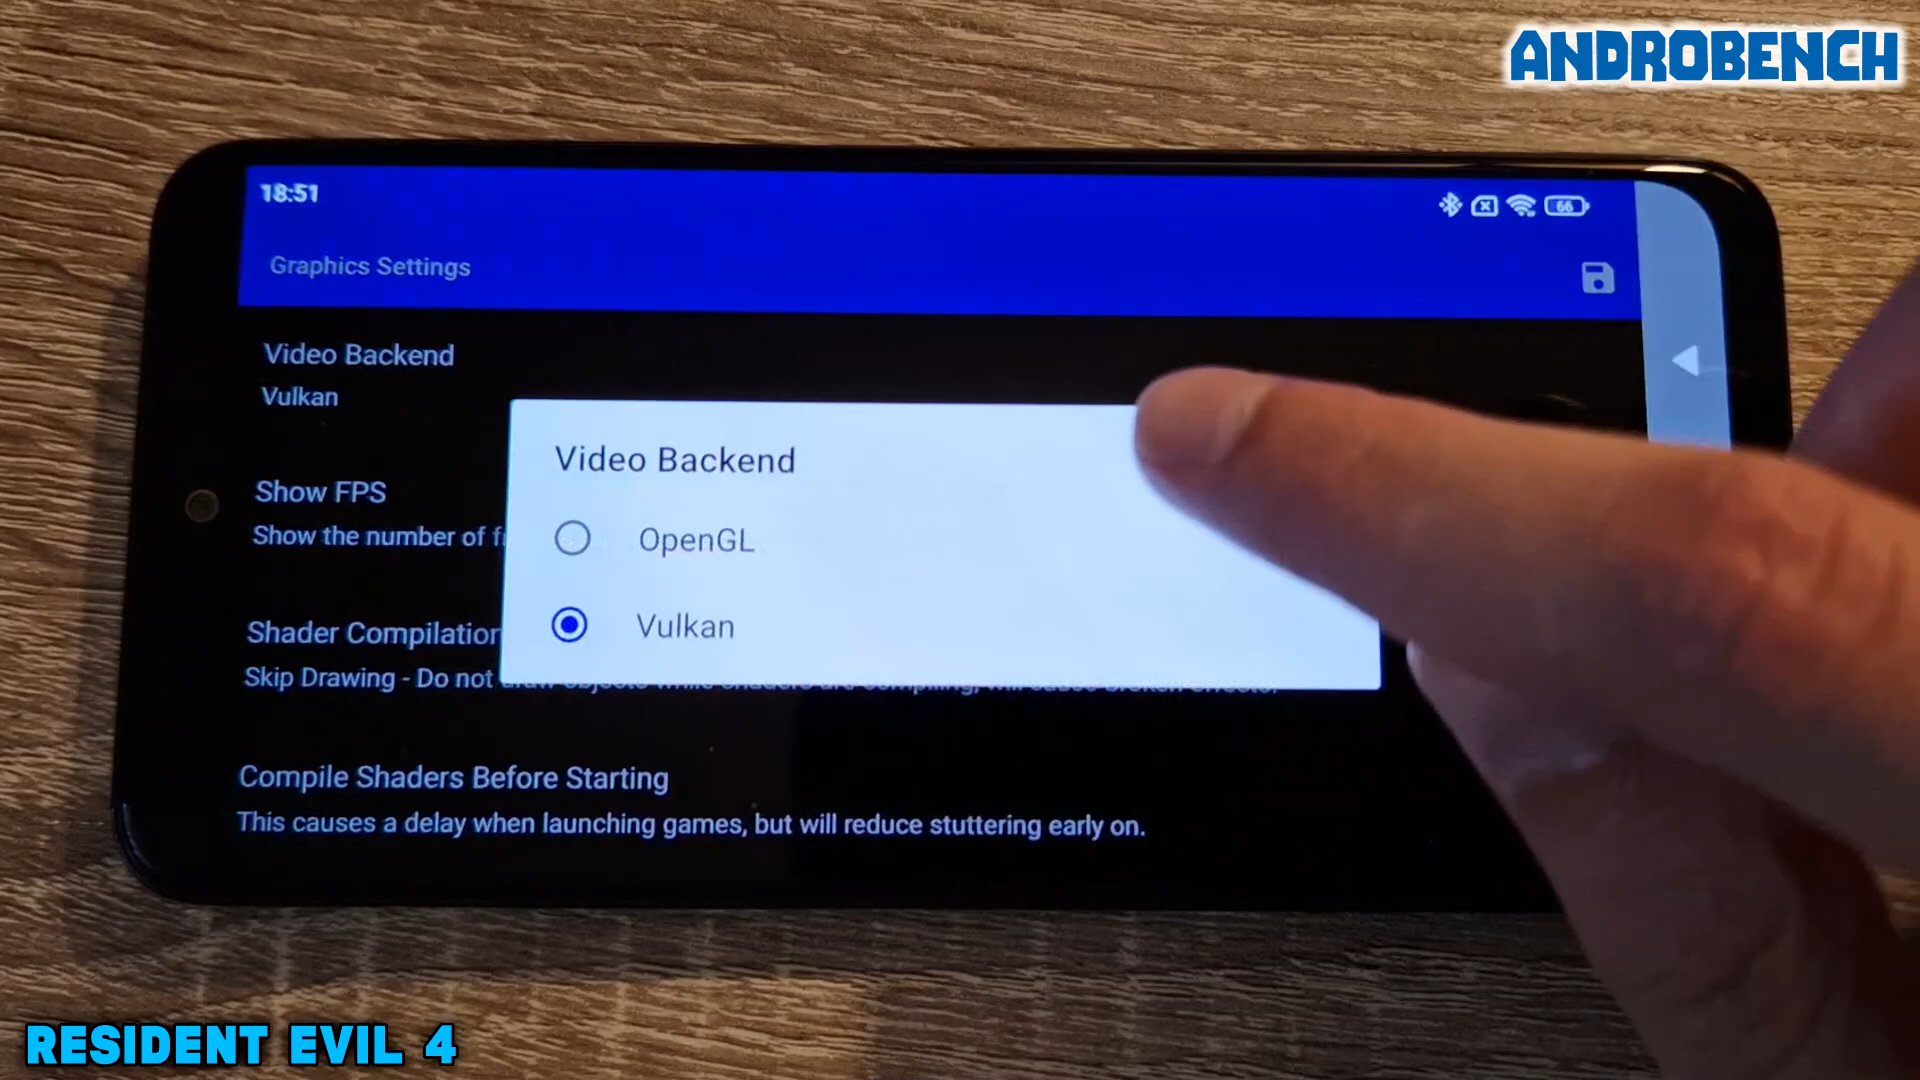 ANDROBENCH
18:51
66
Graphics Settings
Video Backend
Vulkan
Video Backend
Show FPS
Show the number of
OpenGL
Shader Compilation
Vulkan
Skip Drawing - Do not
Compile Shaders Before Starting
This causes a delay when launching games, but will reduce stuttering early on.
RESIDENT EVIL 4